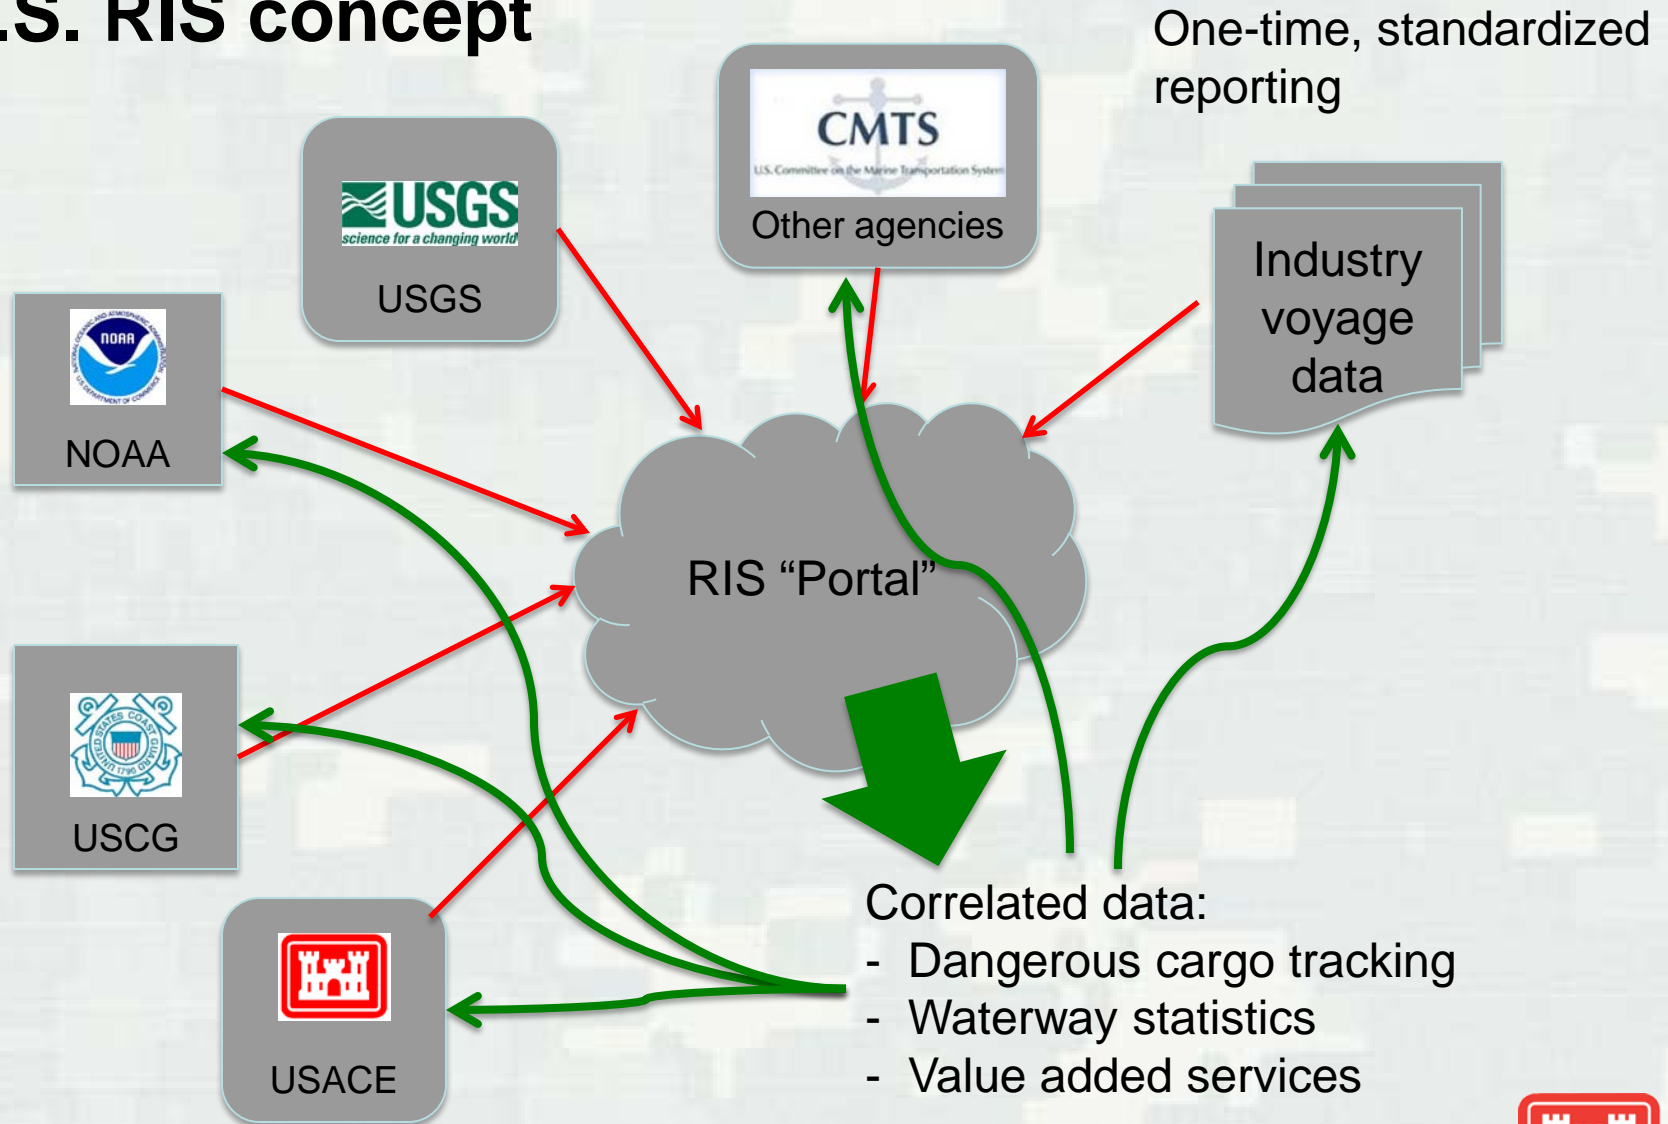 .S. RIS concept
One-time, standardized
reporting
CMTS
U.S. Committee on the Marine Transportation System
Other agencies
USGS
science for a changing world
USGS
Industry
voyage
data
NOAA
NOAA
RIS “Portal”
USCG
USACE
Correlated data:
- Dangerous cargo tracking
- Waterway statistics
- Value added services